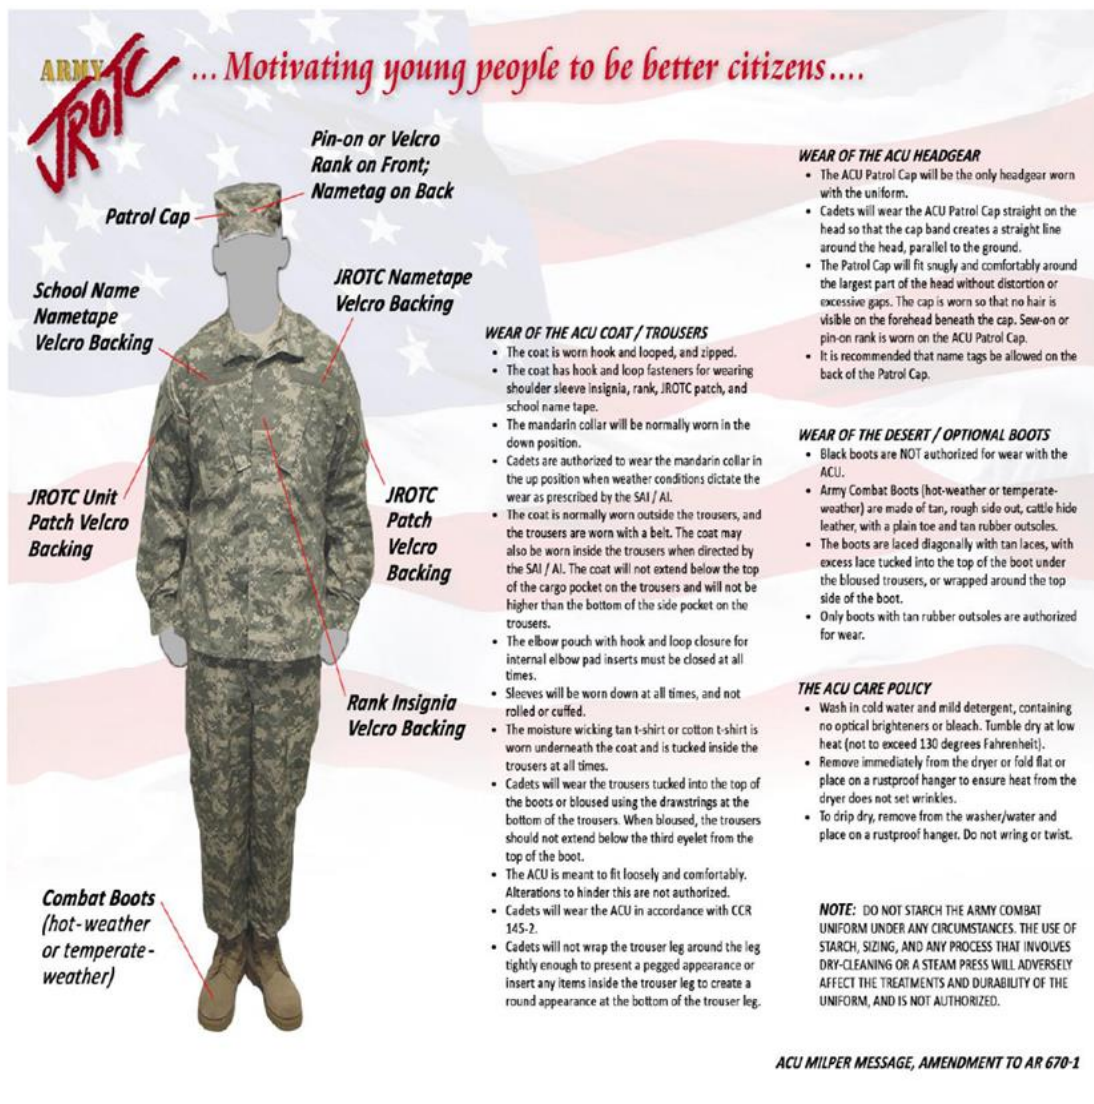 ARMY
JROTC
... Motivating young people to be better citizens....
Pin-on or Velcro
Rank on Front;
Nametag on Back
Patrol Cap
School Name
Nametape
Velcro Backing
JROTC Nametape
Velcro Backing
JROTC Unit
Patch Velcro
Backing
JROTC
Patch
Velcro
Backing
Rank Insignia
Velcro Backing
Combat Boots
(hot-weather
or temperate-
weather)
WEAR OF THE ACU COAT / TROUSERS
• The coat is worn hook and looped, and zipped.
• The coat has hook and loop fasteners for wearing
shoulder sleeve insignia, rank, JROTC patch, and
school name tape.
• The mandarin collar will be normally worn in the
down position.
• Cadets are authorized to wear the mandarin collar in
the up position when weather conditions dictate the
wear as prescribed by the SAI / AI.
• The coat is normally worn outside the trousers, and
the trousers are worn with a belt. The coat may
also be worn inside the trousers when directed by
the SAI / AI. The coat will not extend below the top
of the cargo pocket on the trousers and will not be
higher than the bottom of the side pocket on the
trousers.
• The elbow pouch with hook and loop closure for
internal elbow pad inserts must be closed at all
times.
• Sleeves will be worn down at all times, and not
rolled or cuffed.
• The moisture wicking tan t-shirt or cotton t-shirt is
worn underneath the coat and is tucked inside the
trousers at all times.
• Cadets will wear the trousers tucked into the top of
the boots or bloused using the drawstrings at the
bottom of the trousers. When bloused, the trousers
should not extend below the third eyelet from the
top of the boot.
• The ACU is meant to fit loosely and comfortably.
Alterations to hinder this are not authorized.
• Cadets will wear the ACU in accordance with CCR
145-2.
• Cadets will not wrap the trouser leg around the leg
tightly enough to present a pegged appearance or
insert any items inside the trouser leg to create a
round appearance at the bottom of the trouser leg.
WEAR OF THE ACU HEADGEAR
• The ACU Patrol Cap will be the only headgear worn
with the uniform.
• Cadets will wear the ACU Patrol Cap straight on the
head so that the cap band creates a straight line
around the head, parallel to the ground.
• The Patrol Cap will fit snugly and comfortably around
the largest part of the head without distortion or
excessive gaps. The cap is worn so that no hair is
visible on the forehead beneath the cap. Sew-on or
pin-on rank is worn on the ACU Patrol Cap.
• It is recommended that name tags be allowed on the
back of the Patrol Cap.
WEAR OF THE DESERT / OPTIONAL BOOTS
• Black boots are NOT authorized for wear with the
ACU.
• Army Combat Boots (hot-weather or temperate-
weather) are made of tan, rough side out, cattle hide
leather, with a plain toe and tan rubber outsoles.
• The boots are laced diagonally with tan laces, with
excess lace tucked into the top of the boot under
the bloused trousers, or wrapped around the top
side of the boot.
• Only boots with tan rubber outsoles are authorized
for wear.
THE ACU CARE POLICY
• Wash in cold water and mild detergent, containing
no optical brighteners or bleach. Tumble dry at low
heat (not to exceed 130 degrees Fahrenheit).
• Remove immediately from the dryer or fold flat or
place on a rustproof hanger to ensure heat from the
dryer does not set wrinkles.
• To drip dry, remove from the washer/water and
place on a rustproof hanger. Do not wring or twist.
NOTE: DO NOT STARCH THE ARMY COMBAT
UNIFORM UNDER ANY CIRCUMSTANCES. THE USE OF
STARCH, SIZING, AND ANY PROCESS THAT INVOLVES
DRY-CLEANING OR A STEAM PRESS WILL ADVERSELY
AFFECT THE TREATMENTS AND DURABILITY OF THE
UNIFORM, AND IS NOT AUTHORIZED.
ACU MILPER MESSAGE, AMENDMENT TO AR 670-1